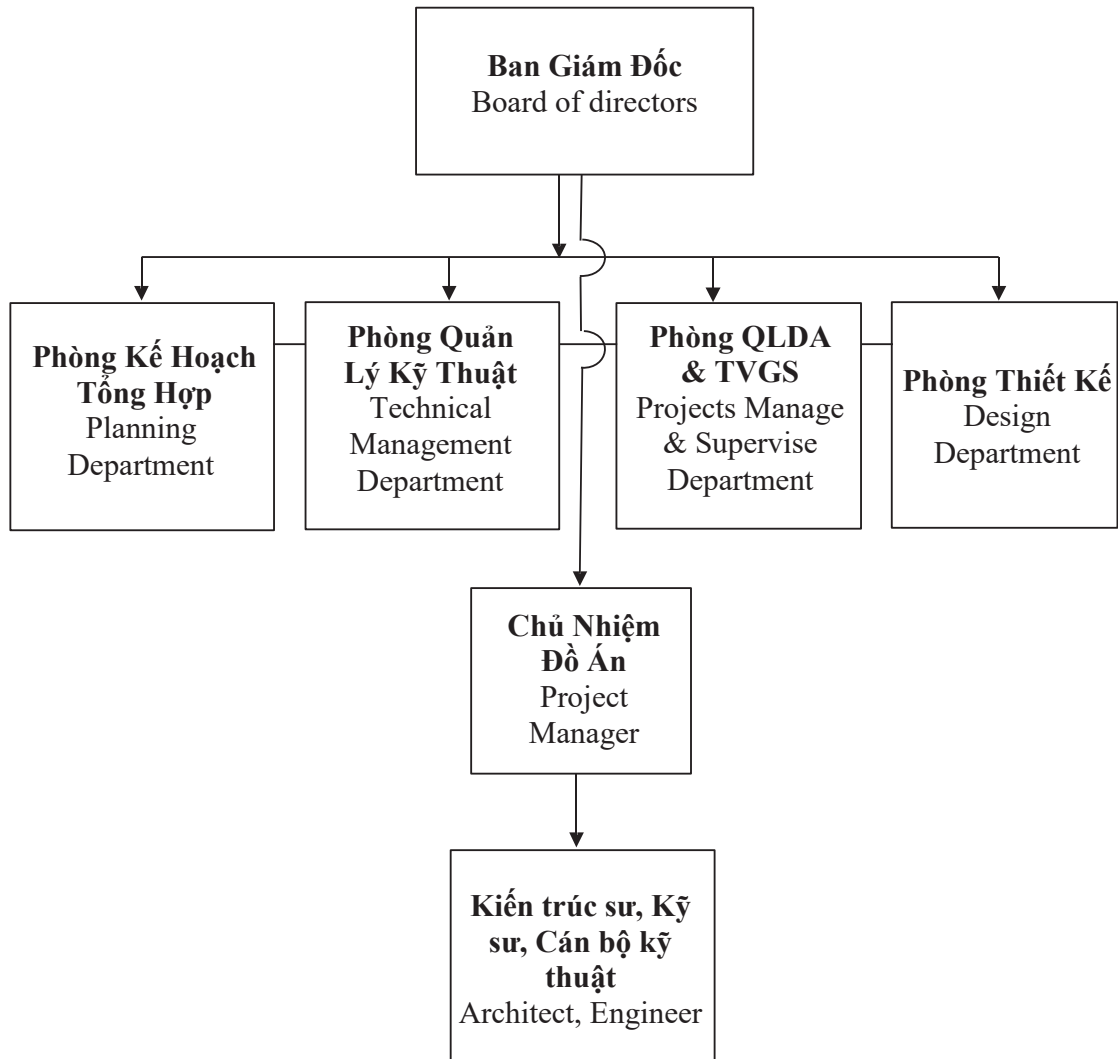 Ban Giám Đốc
Board of directors
Phòng Kế Hoạch
Tổng Hợp
Planning
Department
Phòng Quản
Lý Kỹ Thuật
Technical
Management
Department
Phòng QLDA
& TVGS
Projects Manage
& Supervise
Department
Phòng Thiết Kế
Design
Department
Chủ Nhiệm
Đồ Án
Project
Manager
Kiến trúc sư, Kỹ
sư, Cán bộ kỹ
thuật
Architect, Engineer